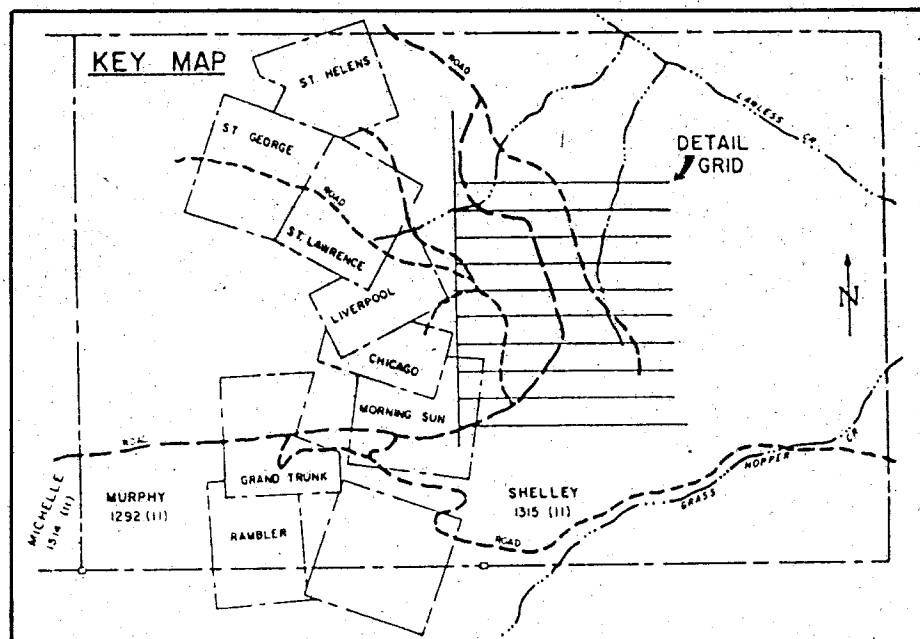 KEY MAP
ST. HELENS
ROAD
LAWLESS CR.
ST GEORGE
DETAIL
GRID
ROAD
ST. LAWRENCE
N
LIVERPOOL
CHICAGO
MORNING SUN
ROAD
GRAND TRUNK
MICHELLE
1314 (11)
MURPHY
1292 (11)
SHELLEY
1315 (11)
GRASS HOPPER CR
RAMBLER
ROAD